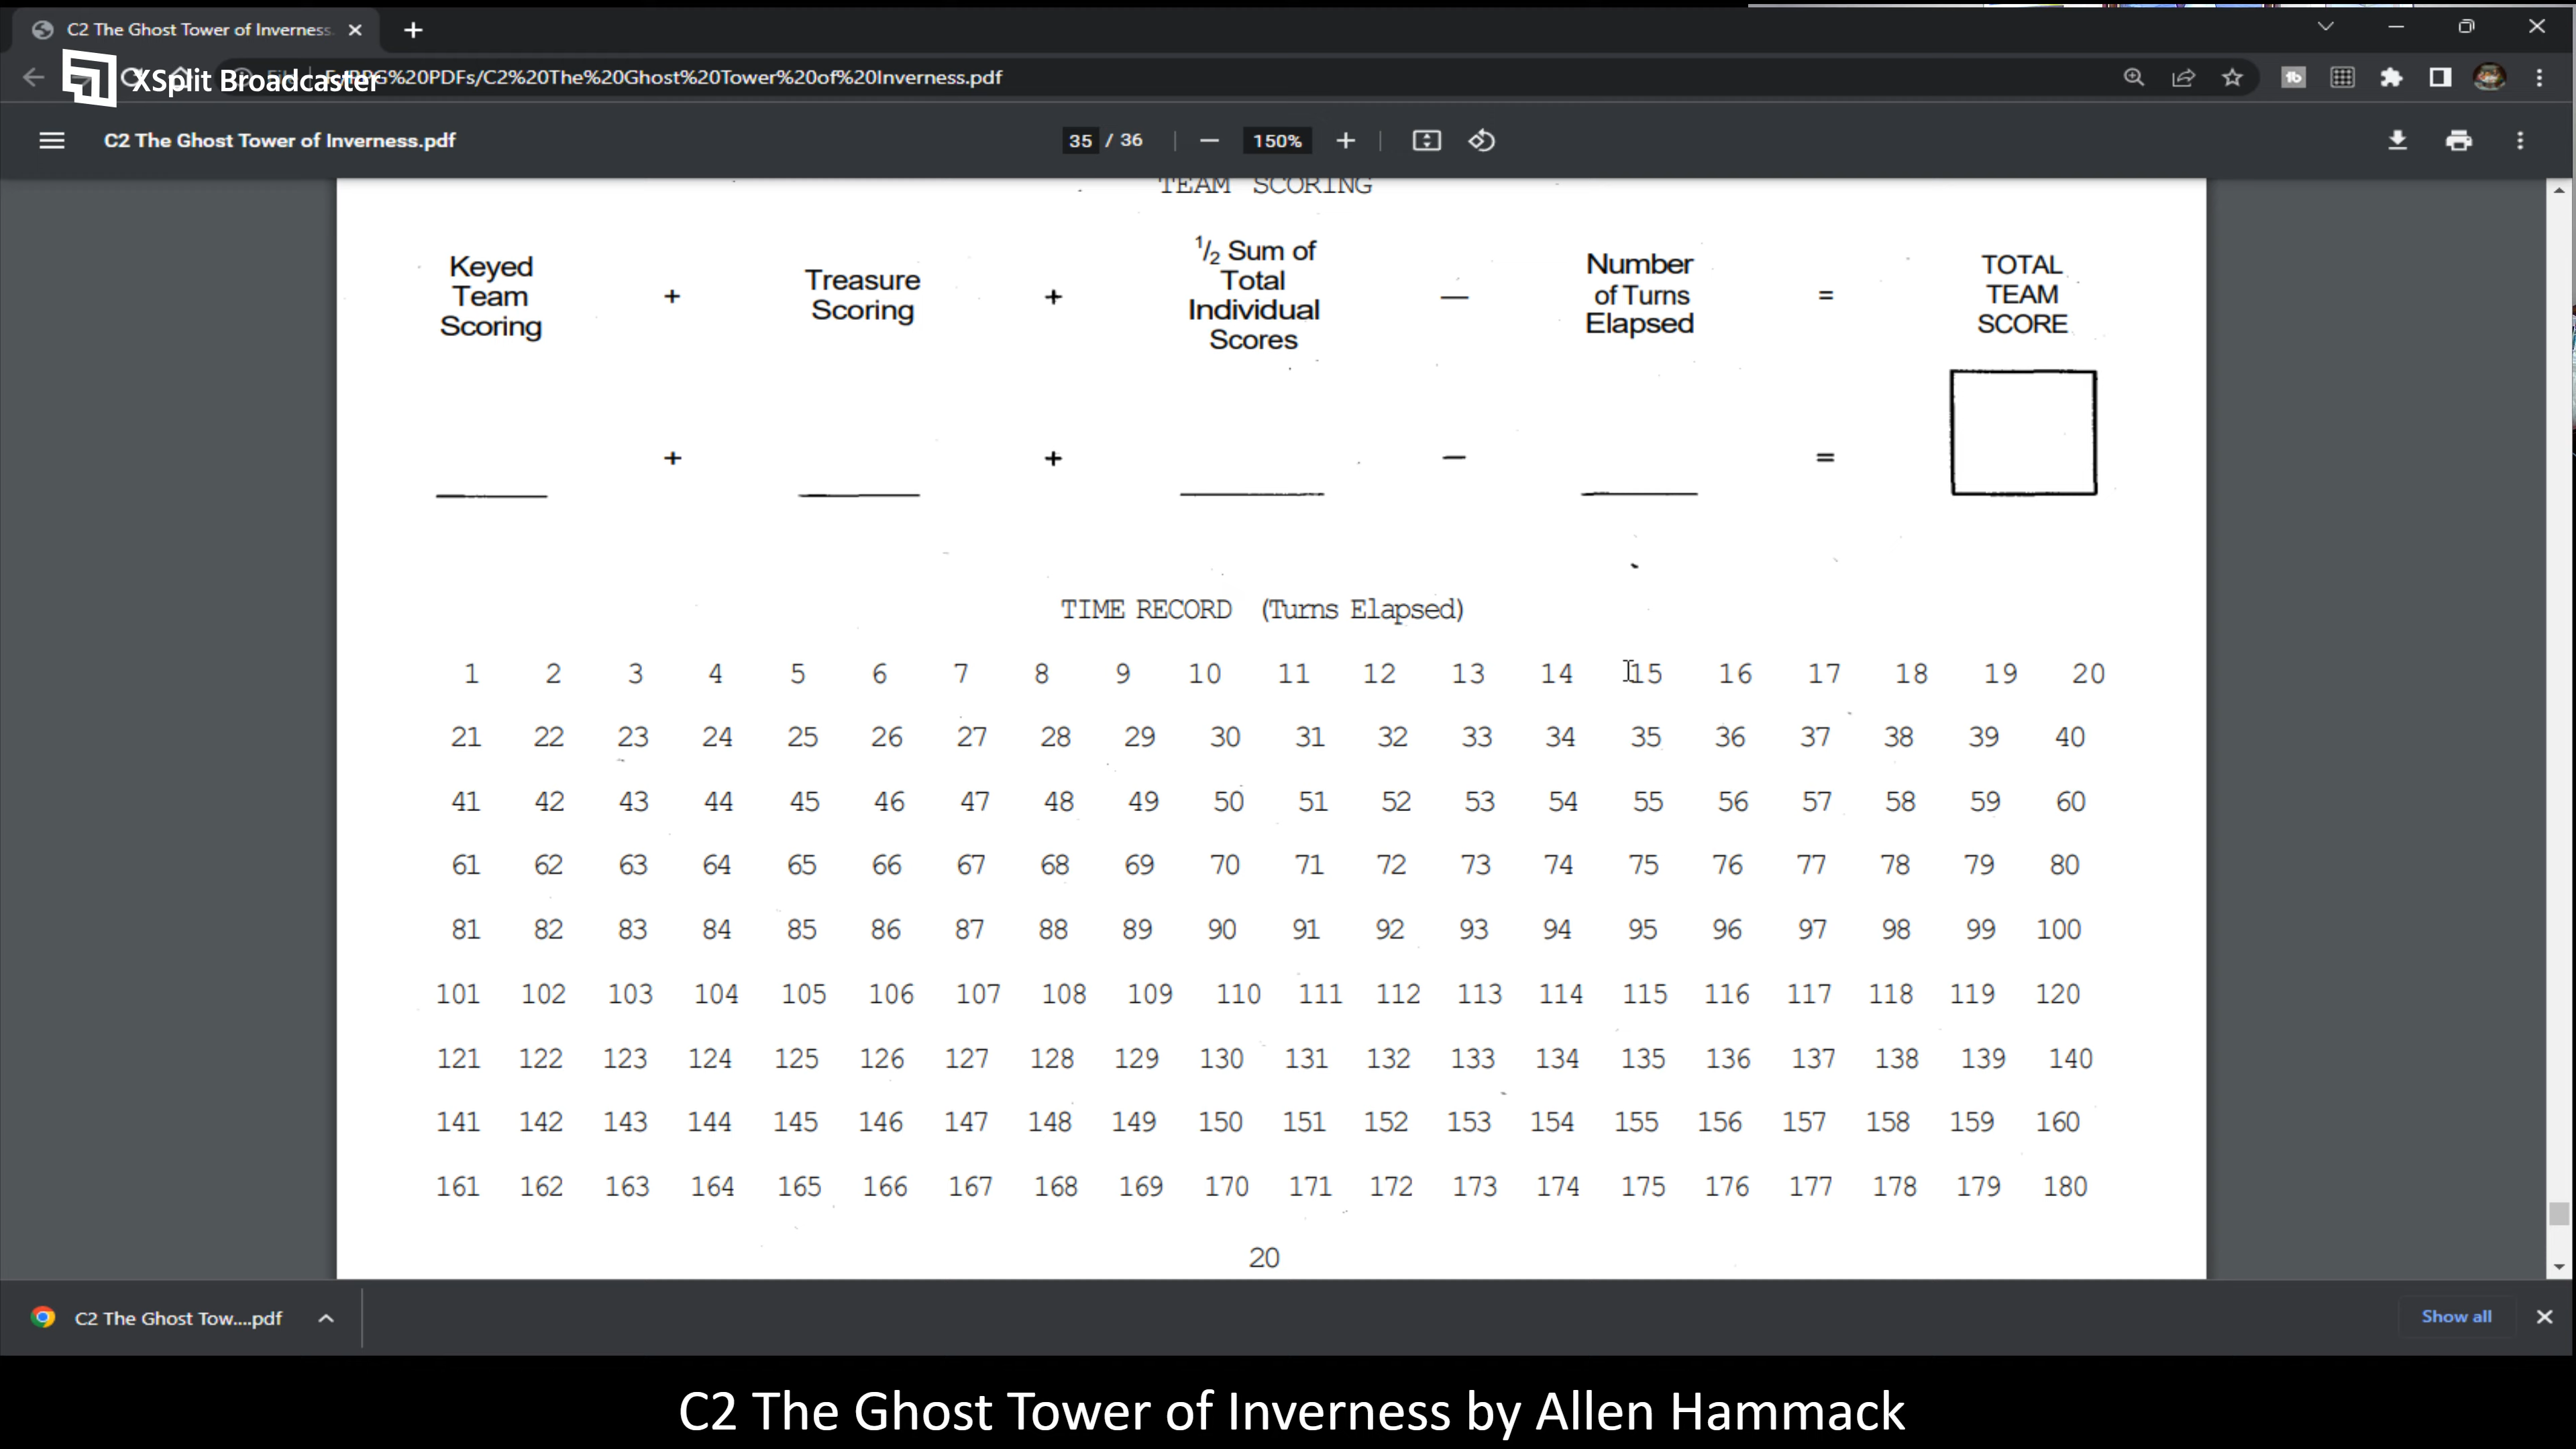 C2 The Ghost Tower of Inverness
XSplit Broadcaster
G%20PDFs/C2%20The%20Ghost%20Tower%20of%20Inverness.pdf
C2 The Ghost Tower of Inverness.pdf
35 / 36
150%
TEAM SCORING
Keyed Team Scoring + Treasure Scoring + 1/2 Sum of Total Individual Scores — Number of Turns Elapsed = TOTAL TEAM SCORE
+ + — =
TIME RECORD (Turns Elapsed)
1 2 3 4 5 6 7 8 9 10 11 12 13 14 15 16 17 18 19 20
21 22 23 24 25 26 27 28 29 30 31 32 33 34 35 36 37 38 39 40
41 42 43 44 45 46 47 48 49 50 51 52 53 54 55 56 57 58 59 60
61 62 63 64 65 66 67 68 69 70 71 72 73 74 75 76 77 78 79 80
81 82 83 84 85 86 87 88 89 90 91 92 93 94 95 96 97 98 99 100
101 102 103 104 105 106 107 108 109 110 111 112 113 114 115 116 117 118 119 120
121 122 123 124 125 126 127 128 129 130 131 132 133 134 135 136 137 138 139 140
141 142 143 144 145 146 147 148 149 150 151 152 153 154 155 156 157 158 159 160
161 162 163 164 165 166 167 168 169 170 171 172 173 174 175 176 177 178 179 180
20
C2 The Ghost Tow....pdf
Show all
C2 The Ghost Tower of Inverness by Allen Hammack